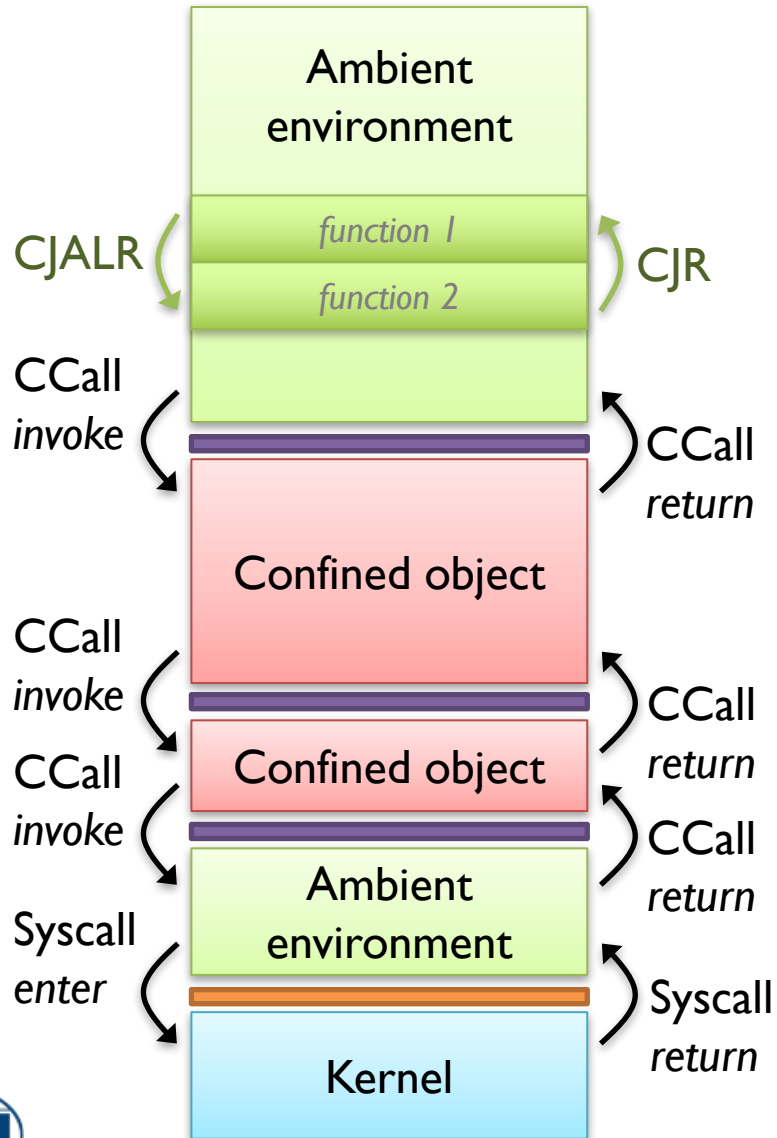 Ambient
environment
function 1
CJALR
CJR
function 2
CCall
invoke
CCall
return
Confined object
CCall
invoke
CCall
return
Confined object
CCall
invoke
CCall
return
Ambient
environment
Syscall
enter
Syscall
return
Kernel